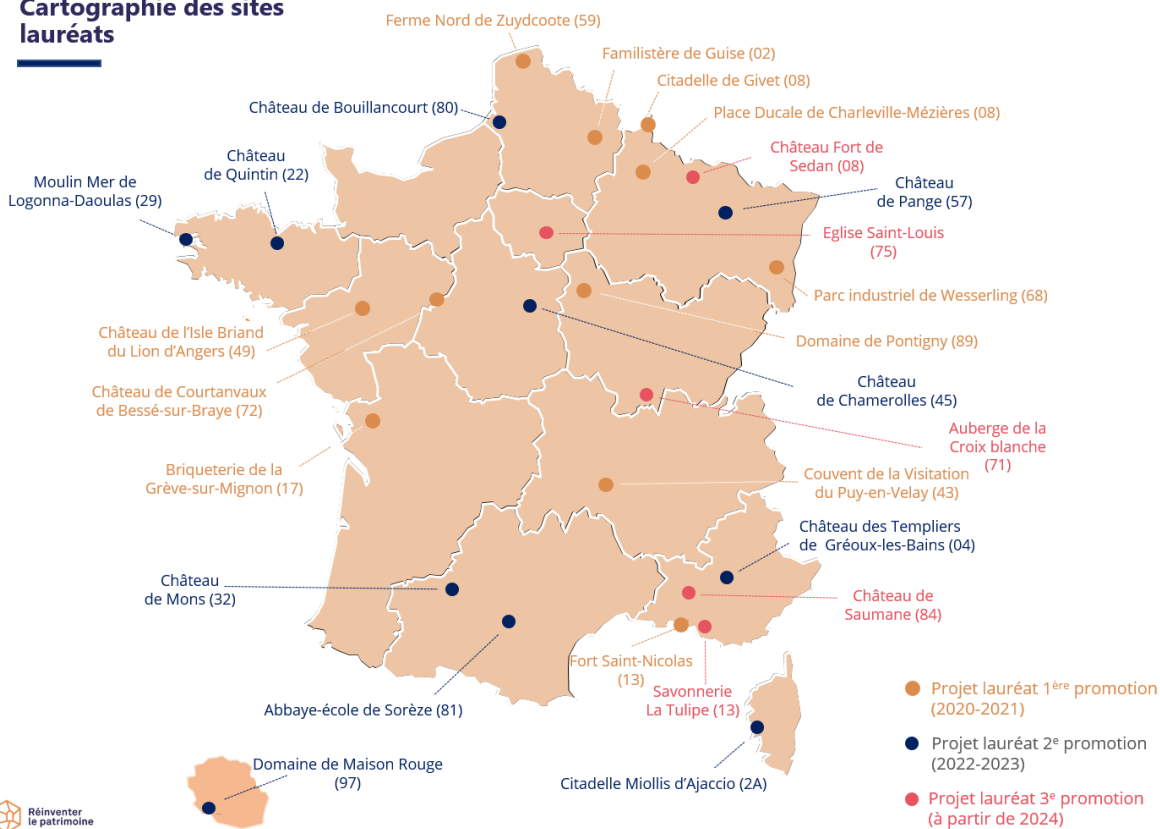 Cartographie des sites
lauréats
Ferme Nord de Zuydcoote (59)
Familistère de Guise (02)
Citadelle de Givet (08)
Château de Bouillancourt (80)
Place Ducale de Charleville-Mézières (08)
Château Fort de
Sedan (08)
Château
de Quintin (22)
Moulin Mer de
Logonna-Daoulas (29)
Château
de Pange (57)
Eglise Saint-Louis
(75)
Parc industriel de Wesserling (68)
Château de l'Isle Briand
du Lion d'Angers (49)
Domaine de Pontigny (89)
Château de Courtanvaux
de Bessé-sur-Braye (72)
Château
de Chamerolles (45)
Auberge de la
Croix blanche
(71)
Briqueterie de la
Grève-sur-Mignon (17)
Couvent de la Visitation
du Puy-en-Velay (43)
Château des Templiers
de Gréoux-les-Bains (04)
Château
de Mons (32)
Château de
Saumane (84)
Fort Saint-Nicolas
(13)
Savonnerie
La Tulipe (13)
Abbaye-école de Sorèze (81)
Domaine de Maison Rouge
(97)
Citadelle Miollis d'Ajaccio (2A)
Projet lauréat 1ère promotion
(2020-2021)
Projet lauréat 2e promotion
(2022-2023)
Projet lauréat 3e promotion
(à partir de 2024)
Réinventer
le patrimoine